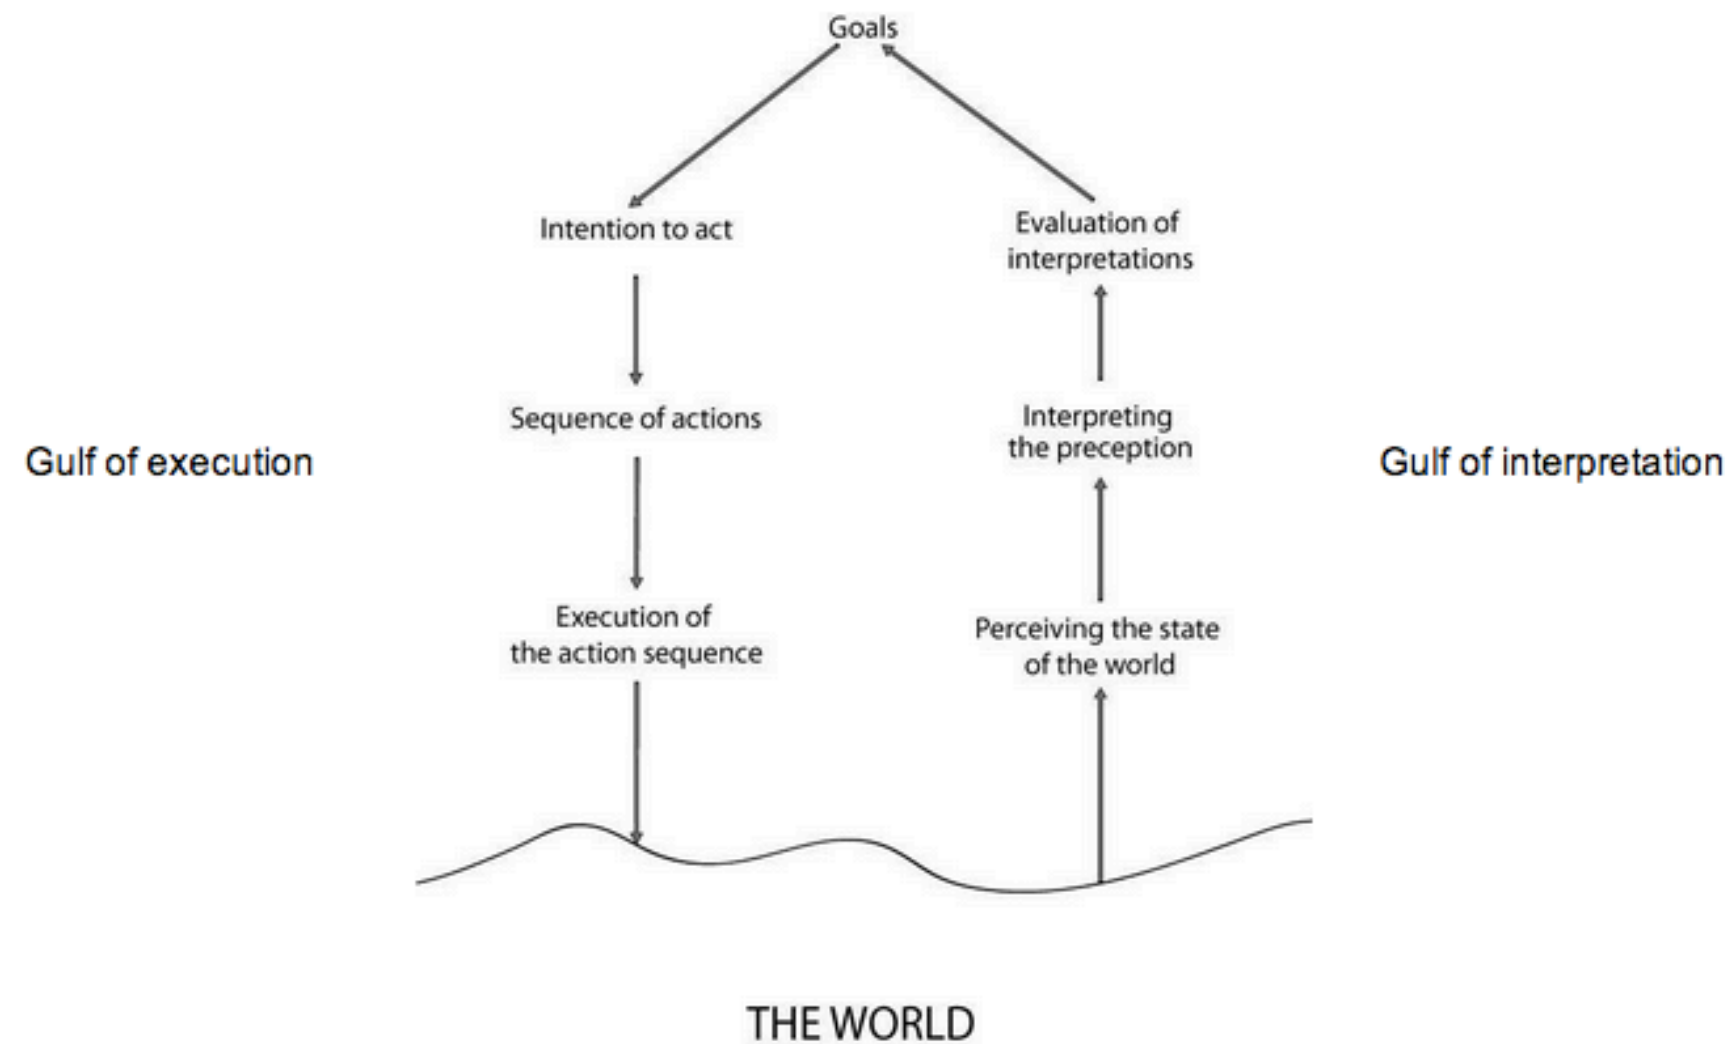 Goals
Intention to act
Evaluation of
interpretations
Sequence of actions
Interpreting
the preception
Gulf of execution
Gulf of interpretation
Execution of
the action sequence
Perceiving the state
of the world
THE WORLD